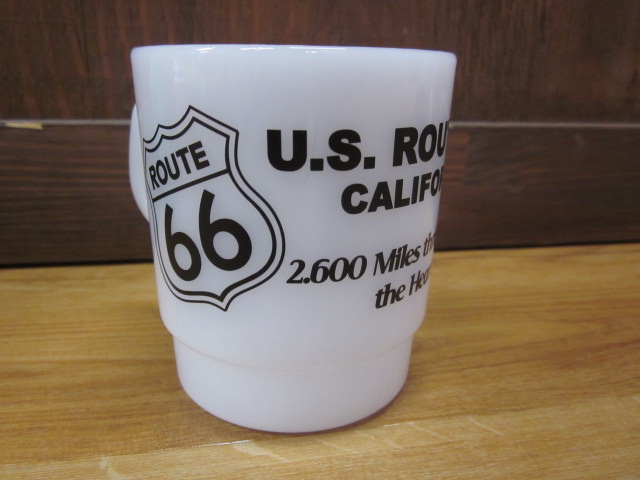 ROUTE
66
U.S. ROU
CALIFO
2.600 Miles th
the Hea